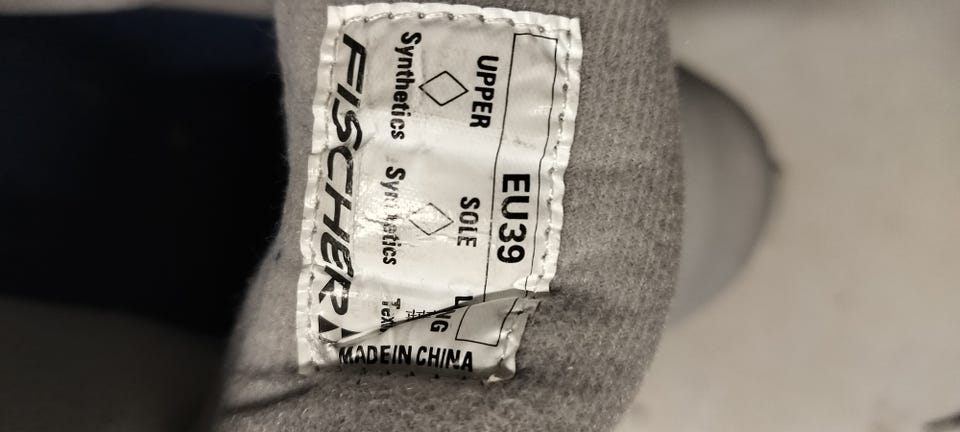 EU39
UPPER
SOLE
Synthetics
Synthetics
FISCHER
MADE IN CHINA